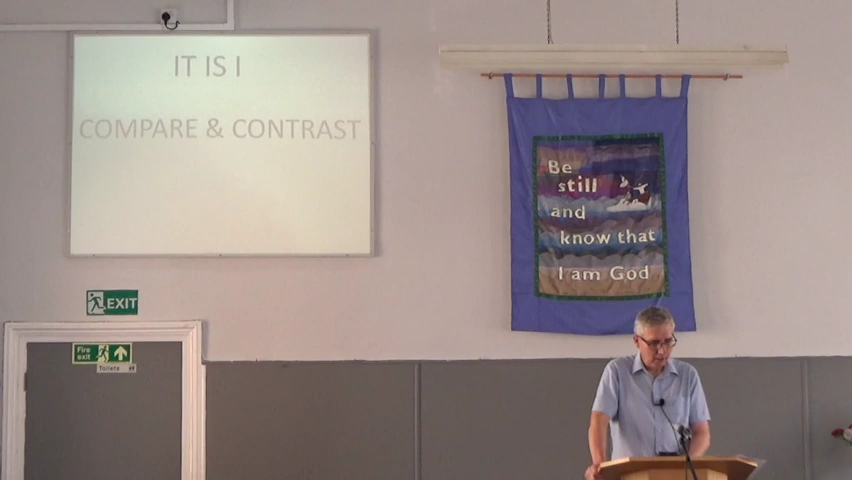 IT IS I
COMPARE & CONTRAST
Be
still
and
know that
I am God
EXIT
Fire
exit
Toilets